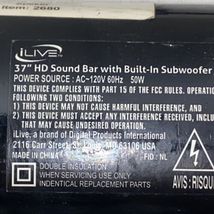 Item: 2680
iLIVE
37" HD Sound Bar with Built-In Subwoofer
POWER SOURCE : AC~120V 60Hz 50W
THIS DEVICE COMPLIES WITH PART 15 OF THE FCC RULES. OPERATION
FOLLOWING TWO CONDITIONS:
1) THIS DEVICE MAY NOT CAUSE HARMFUL INTERFERENCE, AND
2) THIS DEVICE MUST ACCEPT ANY INTERFERENCE RECEIVED,
THAT MAY CAUSE UNDESIRED
iLive, a brand of Digital Products International
2116 Carr Street St. Louis, MO 63106 USA
MADE IN CHINA FID : NL
DOUBLE INSULATION
WHEN SERVICING USE ONLY
IDENTICAL REPLACEMENT PARTS
AVIS : RISQU